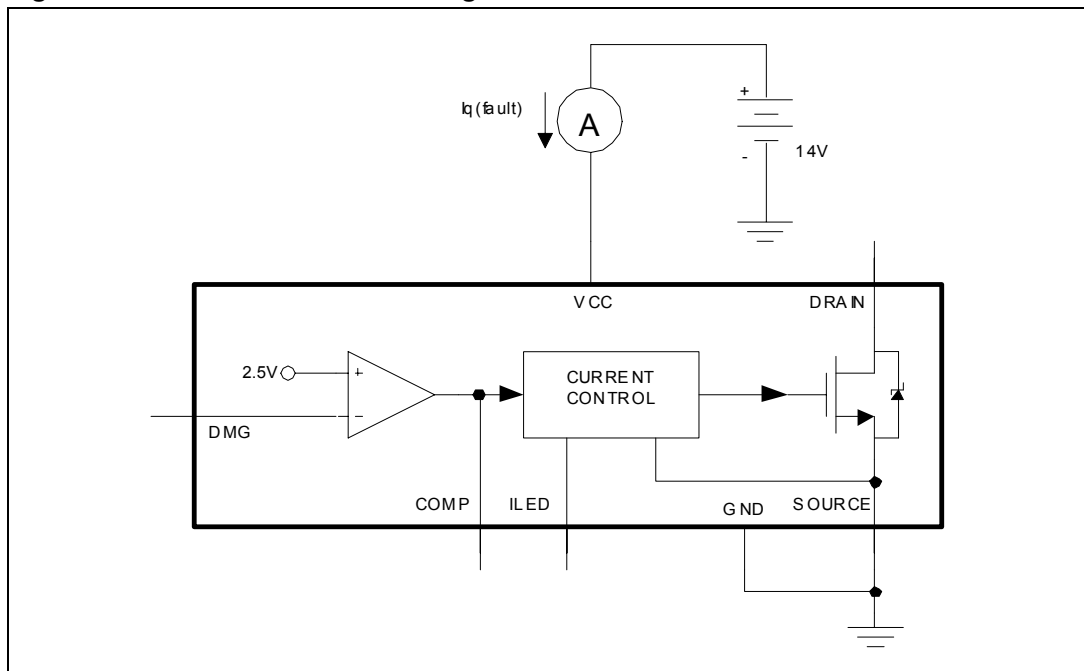 +
Iq(fault)
A
-
14V
VCC
DRAIN
2.5V
+
CURRENT
CONTROL
-
DMG
COMP
ILED
GND
SOURCE